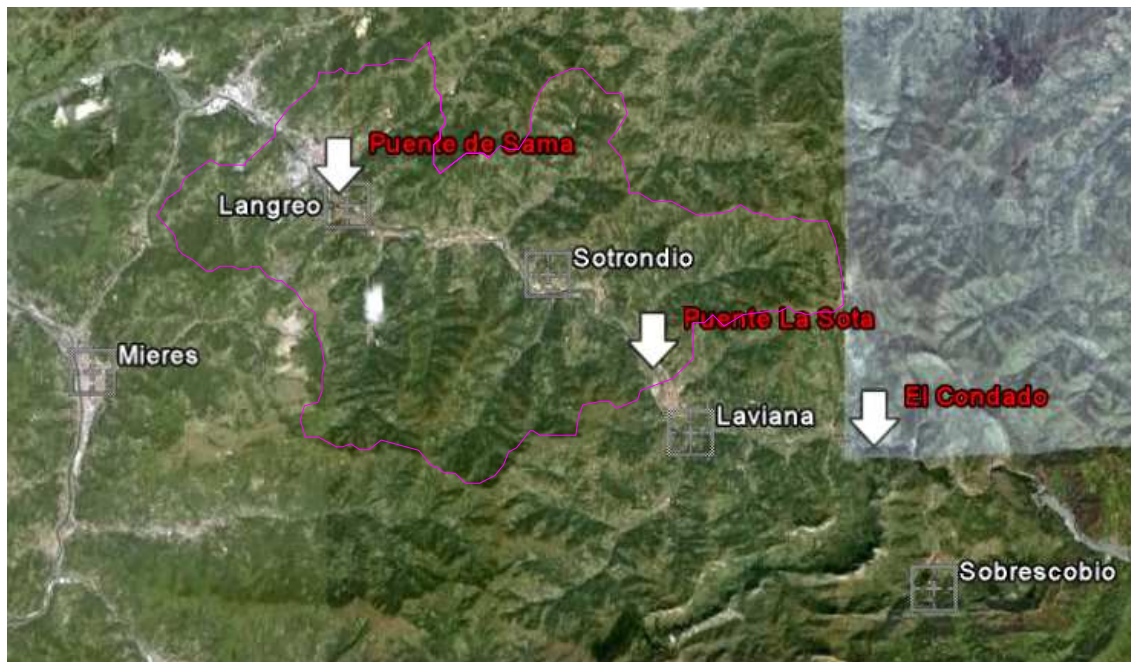 Puente de Sama
Langreo
Sotrondio
Puente La Sota
Mieres
El Condado
Laviana
Sobrescobio